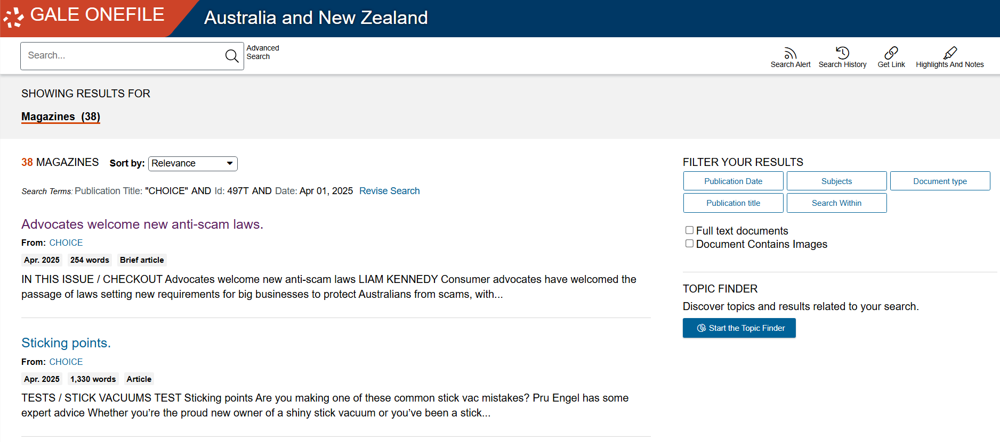 GALE ONEFILE
Australia and New Zealand
Search...
Advanced
Search
Search Alert
Search History
Get Link
Highlights And Notes
SHOWING RESULTS FOR
Magazines (38)
38 MAGAZINES
Sort by: Relevance
Search Terms: Publication Title: "CHOICE" AND Id: 497T AND Date: Apr 01, 2025 Revise Search
Advocates welcome new anti-scam laws.
From: CHOICE
Apr. 2025 254 words Brief article
IN THIS ISSUE / CHECKOUT Advocates welcome new anti-scam laws LIAM KENNEDY Consumer advocates have welcomed the
passage of laws setting new requirements for big businesses to protect Australians from scams, with...
Sticking points.
From: CHOICE
Apr. 2025 1,330 words Article
TESTS / STICK VACUUMS TEST Sticking points Are you making one of these common stick vac mistakes? Pru Engel has some
expert advice Whether you’re the proud new owner of a shiny stick vacuum or you’ve been a stick...
FILTER YOUR RESULTS
Publication Date
Subjects
Document type
Publication title
Search Within
Full text documents
Document Contains Images
TOPIC FINDER
Discover topics and results related to your search.
Start the Topic Finder